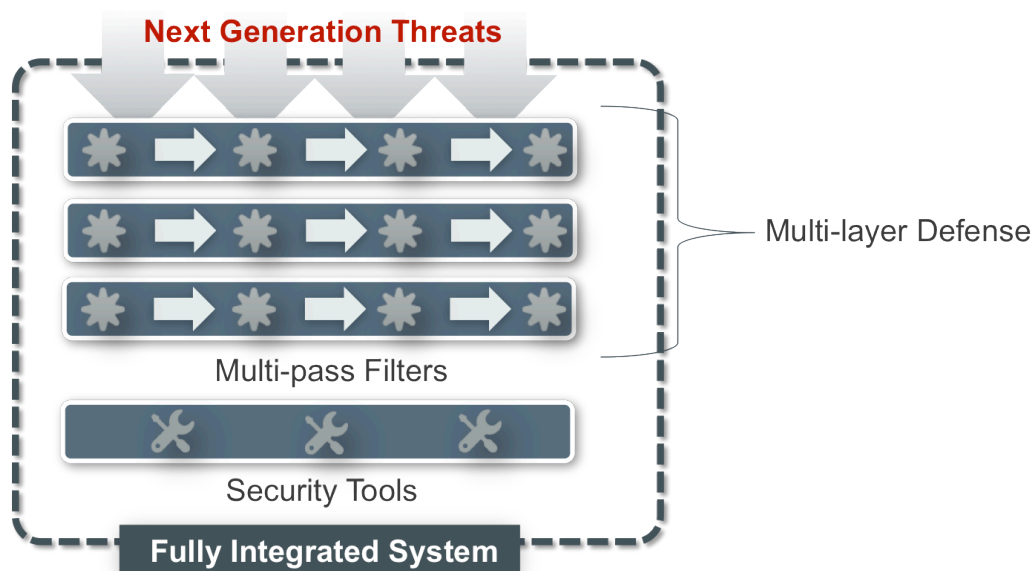 Next Generation Threats
Multi-layer Defense
Multi-pass Filters
Security Tools
Fully Integrated System